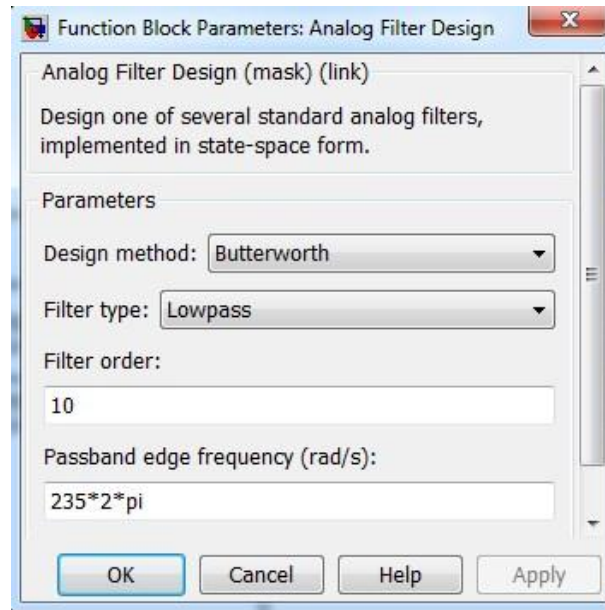 Function Block Parameters: Analog Filter Design
Analog Filter Design (mask) (link)
Design one of several standard analog filters,
implemented in state-space form.
Parameters
Design method: Butterworth
Filter type: Lowpass
Filter order:
10
Passband edge frequency (rad/s):
235*2*pi
OK Cancel Help Apply